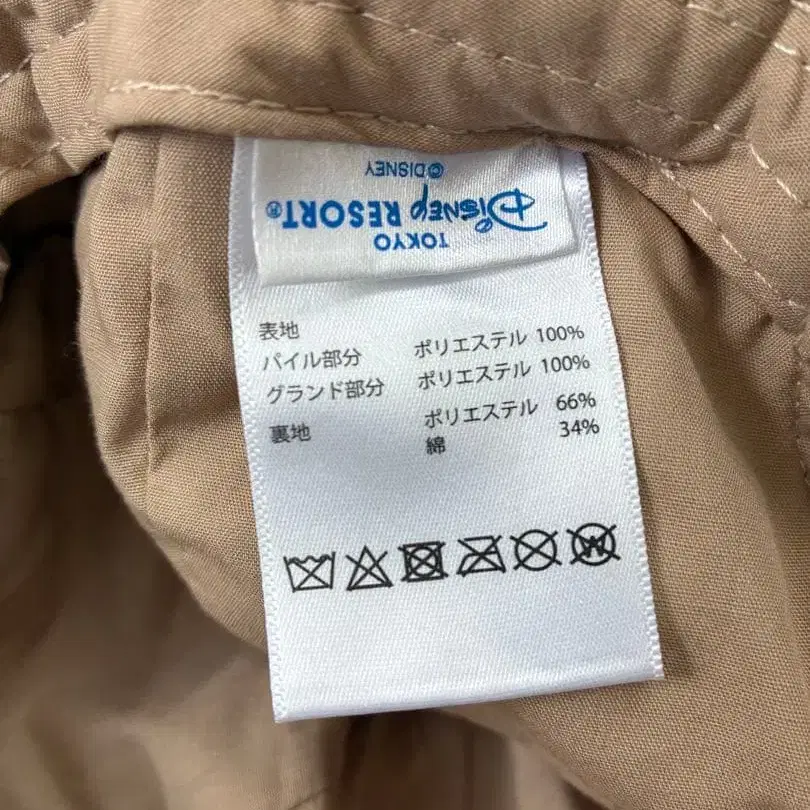 TOKYO
Disney RESORT®
©DISNEY
表地
パイル部分 ポリエステル 100%
グランド部分 ポリエステル 100%
裏地 ポリエステル 66%
綿 34%
W